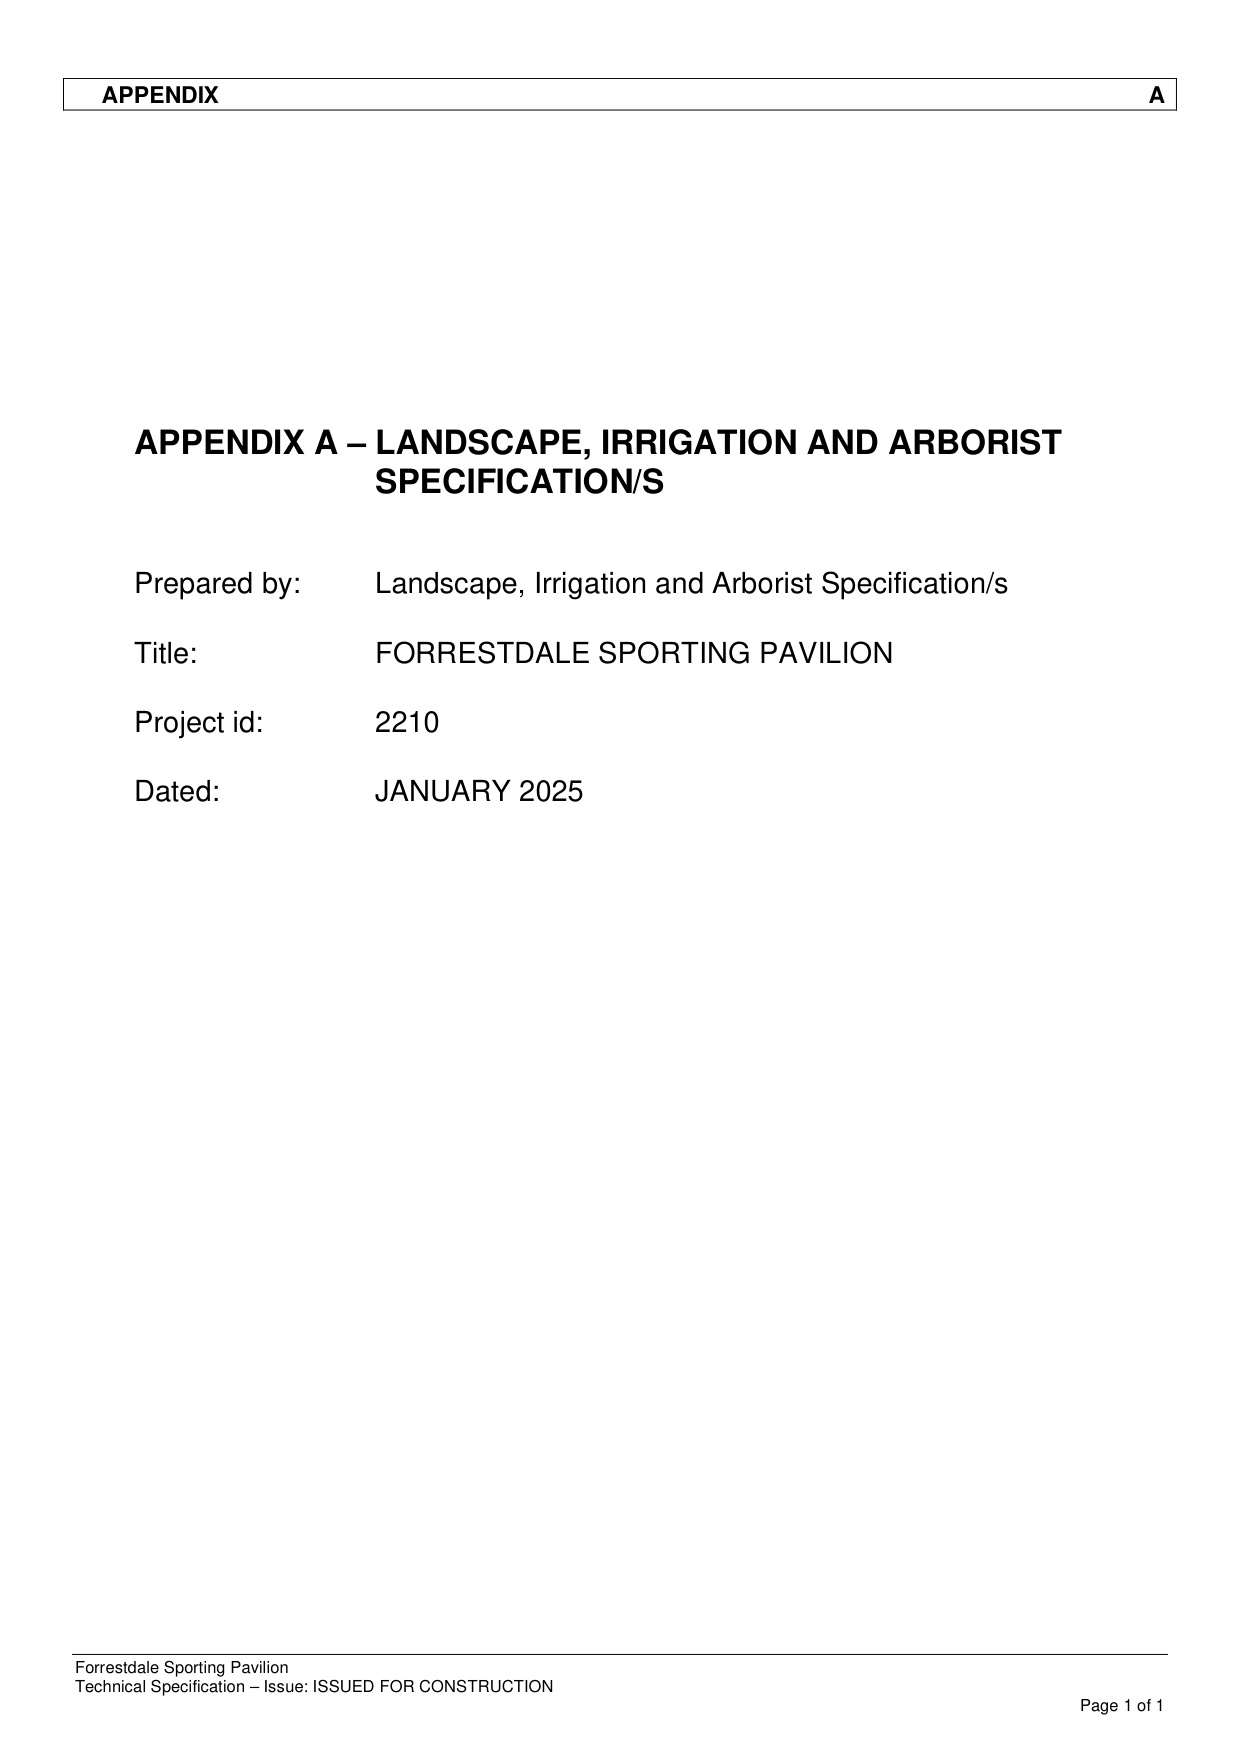 APPENDIX A
APPENDIX A – LANDSCAPE, IRRIGATION AND ARBORIST
SPECIFICATION/S
Prepared by: Landscape, Irrigation and Arborist Specification/s
Title: FORRESTDALE SPORTING PAVILION
Project id: 2210
Dated: JANUARY 2025
Forrestdale Sporting Pavilion
Technical Specification – Issue: ISSUED FOR CONSTRUCTION
Page 1 of 1